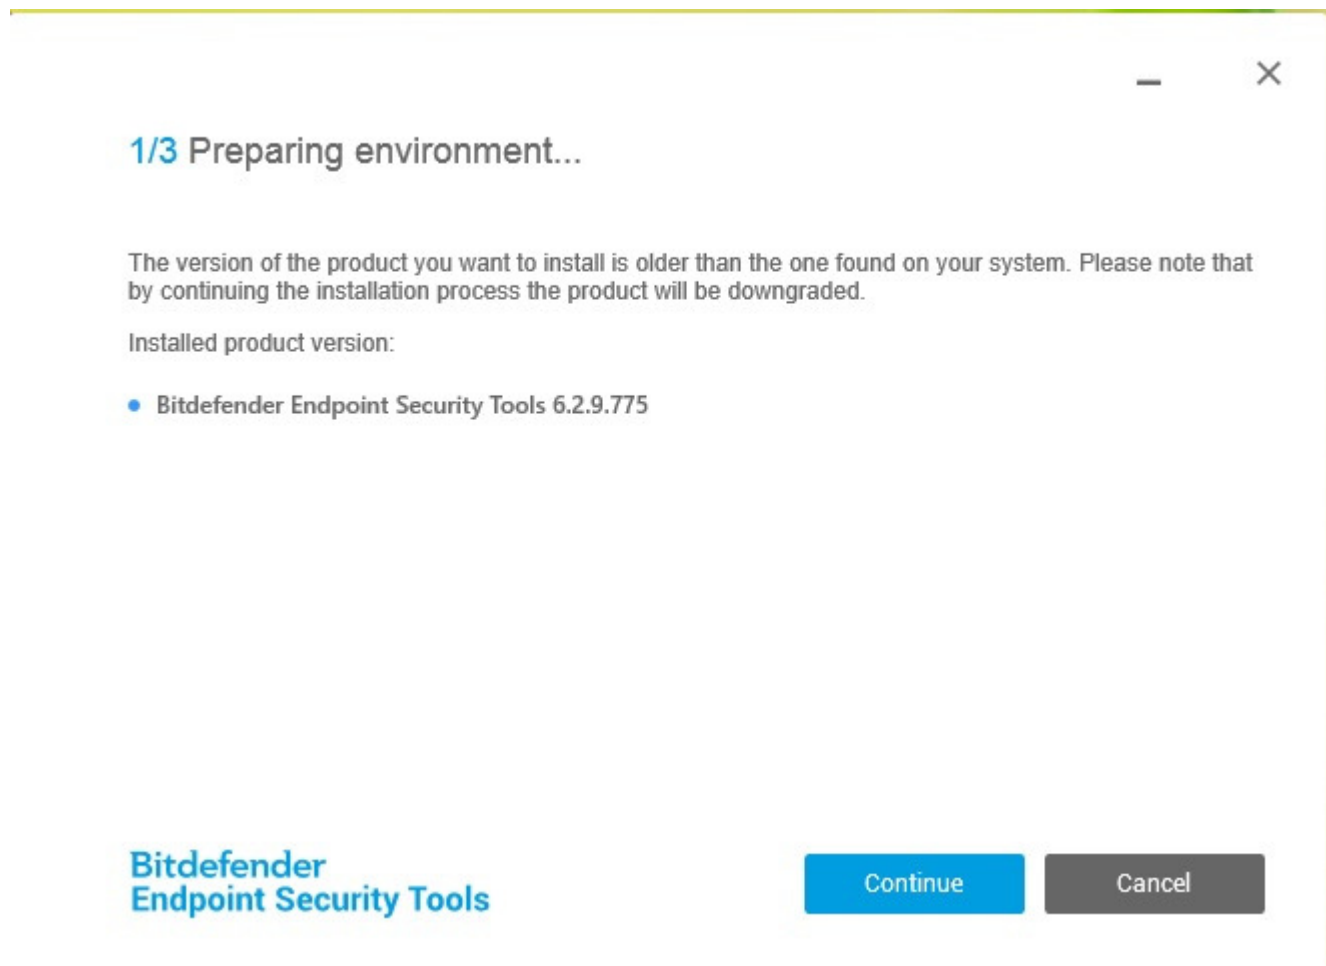 1/3 Preparing environment...
The version of the product you want to install is older than the one found on your system. Please note that
by continuing the installation process the product will be downgraded.
Installed product version:
Bitdefender Endpoint Security Tools 6.2.9.775
Bitdefender
Endpoint Security Tools
Continue
Cancel